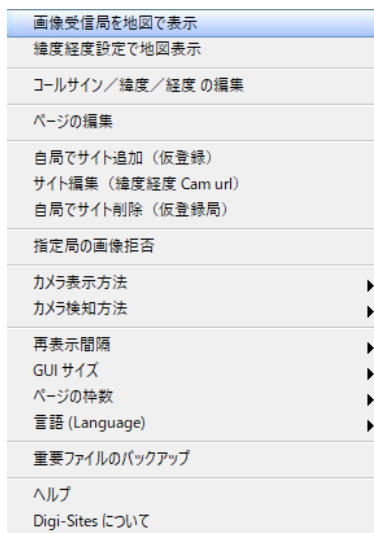 画像受信局を地図で表示
緯度経度設定で地図表示
コールサイン／緯度／経度 の編集
ページの編集
自局でサイト追加（仮登録）
サイト編集（緯度経度 Cam url）
自局でサイト削除（仮登録局）
指定局の画像拒否
カメラ表示方法
カメラ検知方法
再表示間隔
GUI サイズ
ページの枠数
言語 (Language)
重要ファイルのバックアップ
ヘルプ
Digi-Sites について